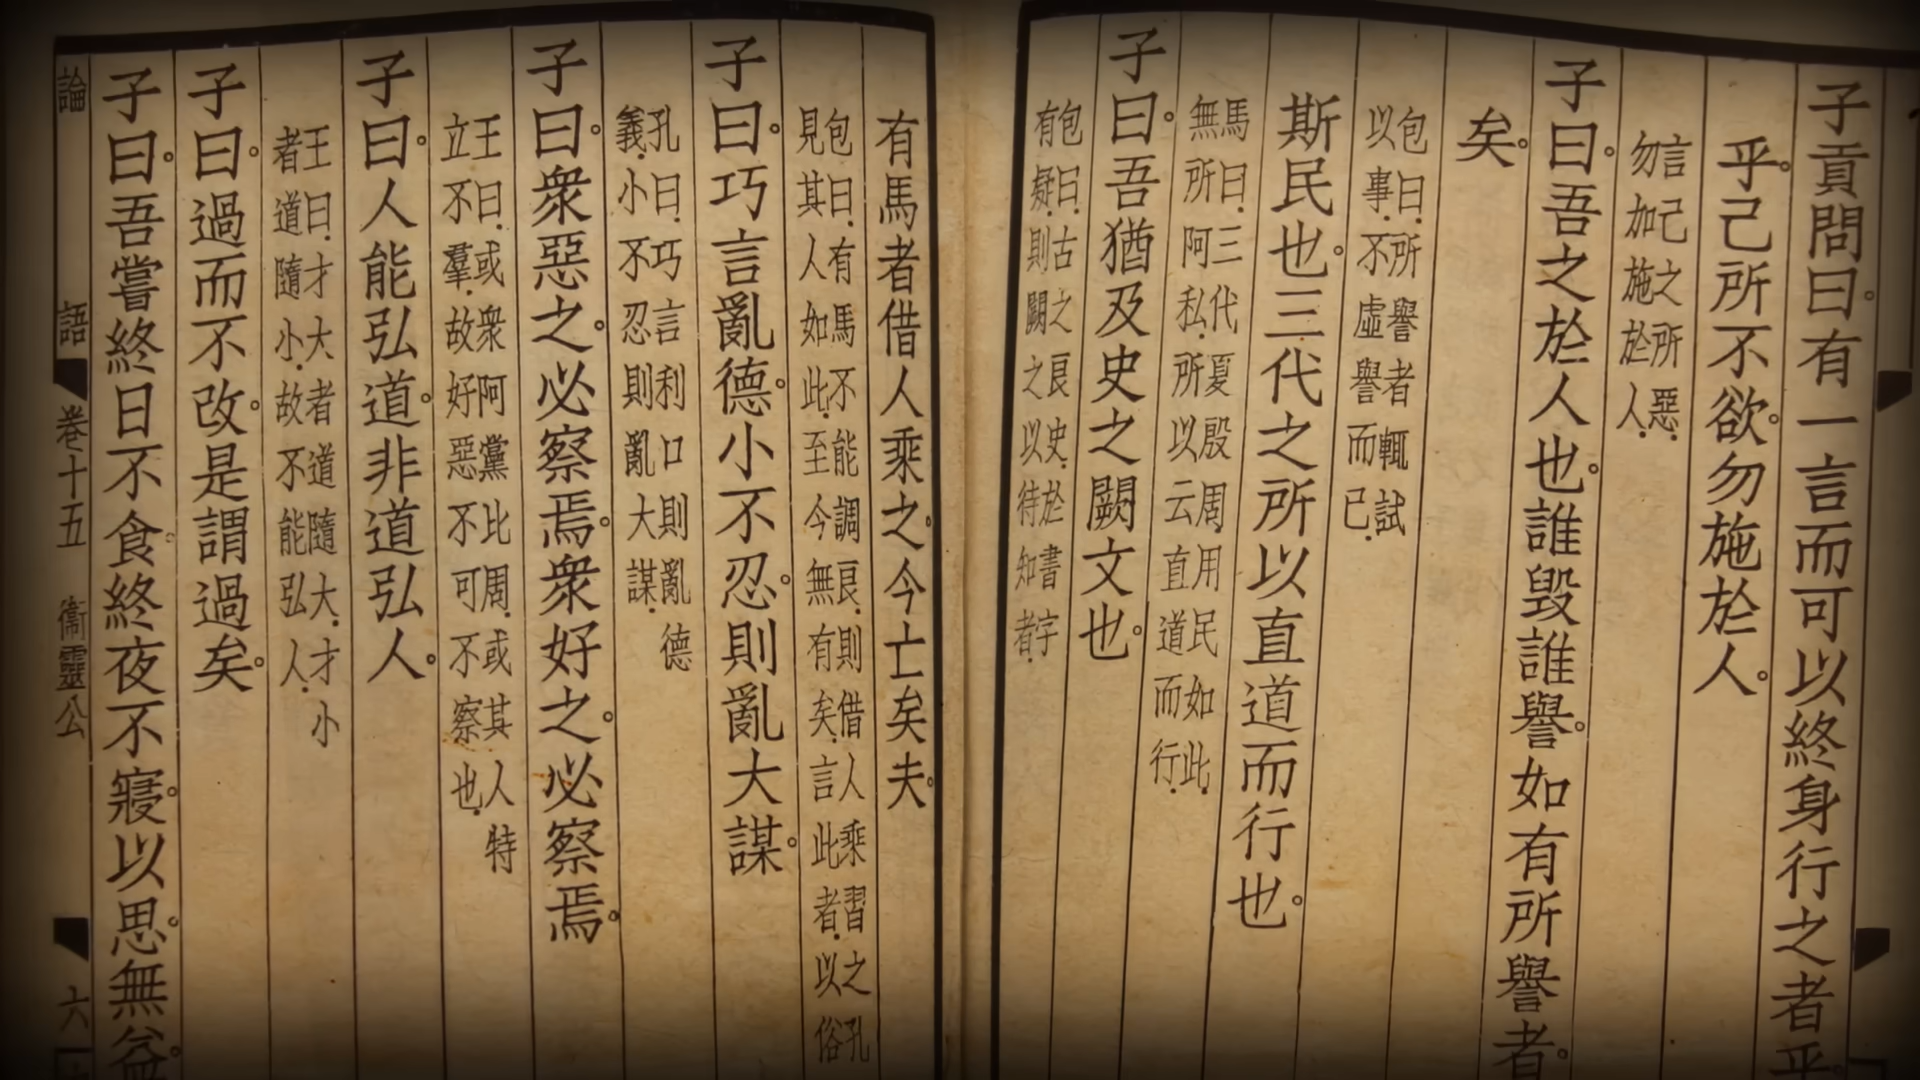 子貢問曰。有一言而可以終身行之者乎
乎。己所不欲。勿施於人。
言己之所惡.
勿加施於人.
子曰。吾之於人也。誰毀誰譽。如有所譽者。
矣。
包曰.所譽者輒試
以事.不虛譽而已.
斯民也。三代之所以直道而行也。
馬曰.三代夏殷周.用民如此.
無所阿私.所以云直道而行.
子曰。吾猶及史之闕文也。
包曰.古之良史.於書字
有疑.則闕之以待知者.
有馬者借人乘之。今亡矣夫。
包曰.有馬不能調良.則借人乘習之孔
見其人如此.至今無有矣.言此者.以俗
子曰。巧言亂德。小不忍。則亂大謀。
孔曰.巧言利口則亂德
義.小不忍則亂大謀.
子曰。衆惡之。必察焉。衆好之。必察焉。
王曰.或衆阿黨比周.或其人特
立不羣.故好惡不可不察也.
子曰。人能弘道。非道弘人。
王曰.才大者道隨大.才小
者道隨小.故不能弘人.
子曰。過而不改。是謂過矣。
子曰。吾嘗終日不食。終夜不寢。以思。無益。
論語 卷十五 衞靈公 六